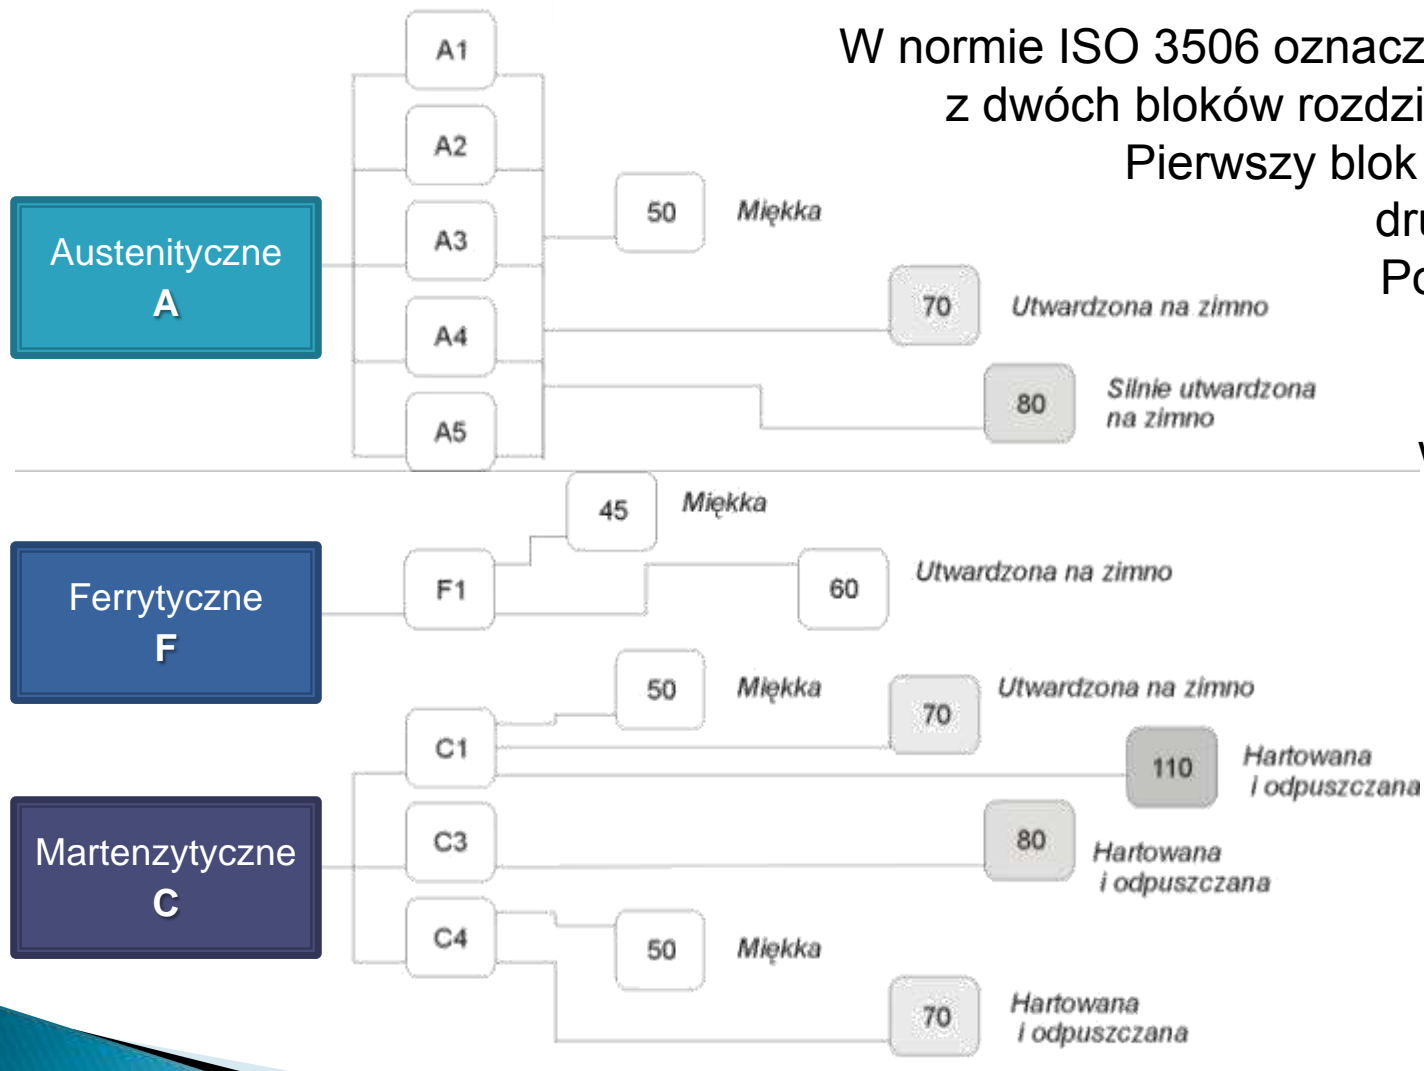 W normie ISO 3506 oznacz
z dwóch bloków rozdzi
Pierwszy blok
dru
Po
w
Austenityczne
A
A1
A2
A3
A4
A5
50 Miękka
70 Utwardzona na zimno
80 Silnie utwardzona
na zimno
Ferrytyczne
F
F1
45 Miękka
60 Utwardzona na zimno
Martenzytyczne
C
C1
50 Miękka
70 Utwardzona na zimno
110 Hartowana
i odpuszczana
C3
80 Hartowana
i odpuszczana
C4
50 Miękka
70 Hartowana
i odpuszczana